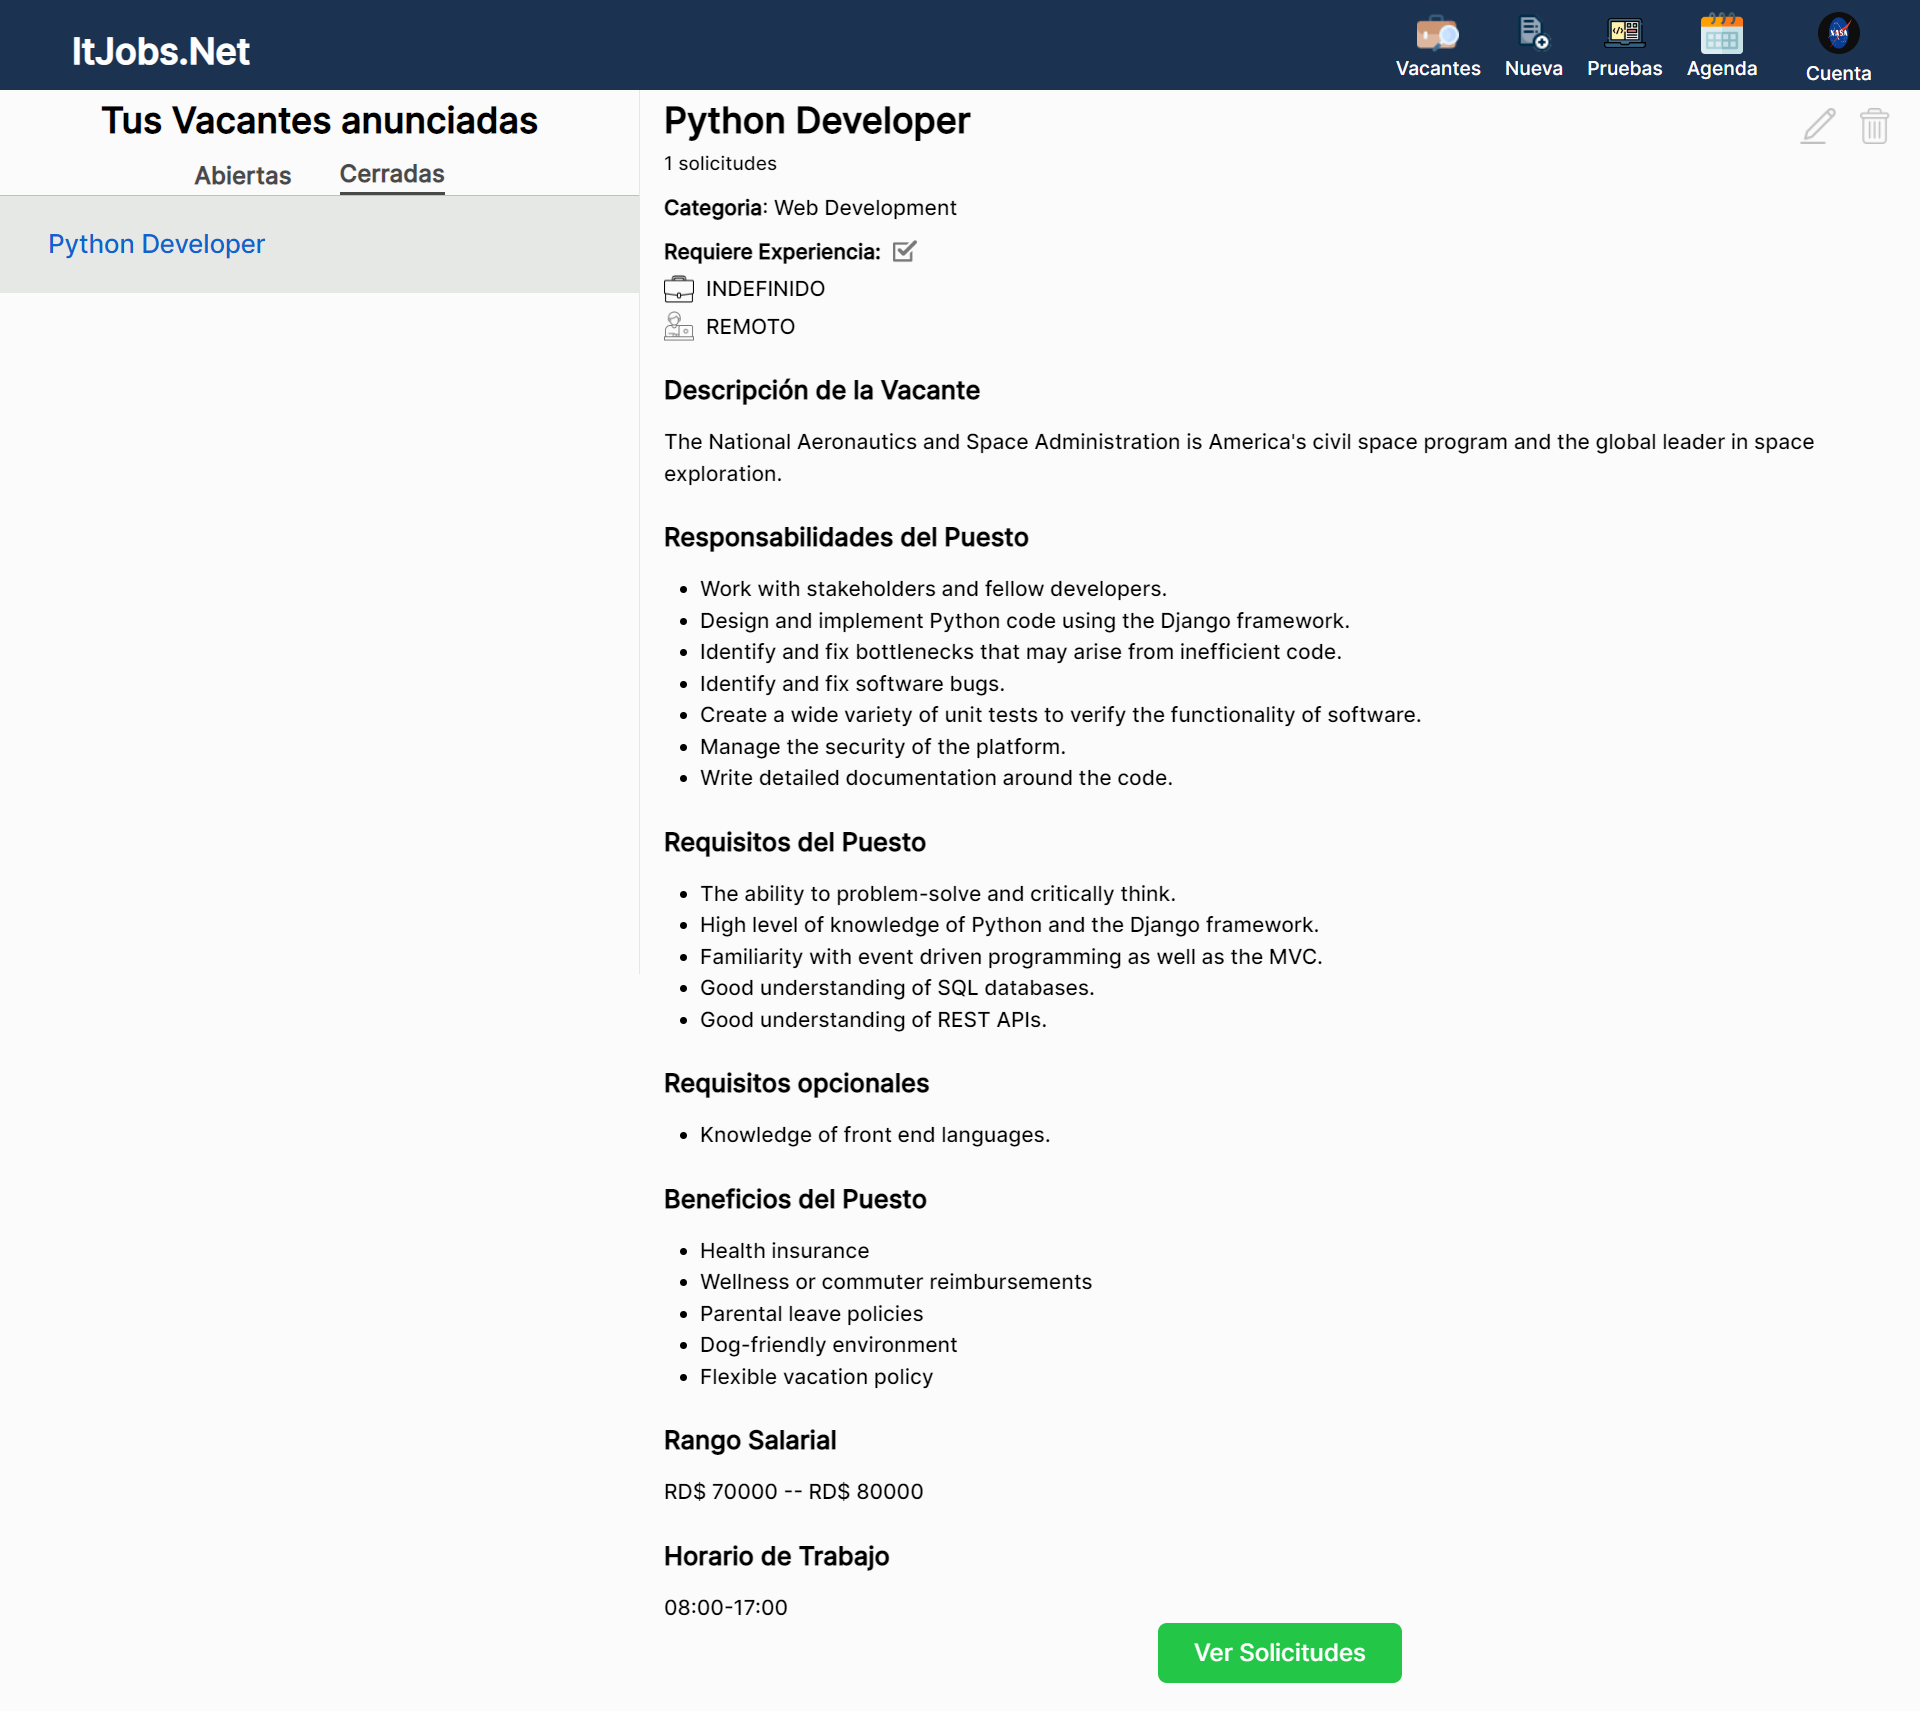 ItJobs.Net
Vacantes
Nueva
Pruebas
Agenda
NASA
Cuenta
Tus Vacantes anunciadas
Abiertas
Cerradas
Python Developer
Python Developer
1 solicitudes
Categoria: Web Development
Requiere Experiencia:
INDEFINIDO
REMOTO
Descripción de la Vacante
The National Aeronautics and Space Administration is America's civil space program and the global leader in space
exploration.
Responsabilidades del Puesto
• Work with stakeholders and fellow developers.
• Design and implement Python code using the Django framework.
• Identify and fix bottlenecks that may arise from inefficient code.
• Identify and fix software bugs.
• Create a wide variety of unit tests to verify the functionality of software.
• Manage the security of the platform.
• Write detailed documentation around the code.
Requisitos del Puesto
• The ability to problem-solve and critically think.
• High level of knowledge of Python and the Django framework.
• Familiarity with event driven programming as well as the MVC.
• Good understanding of SQL databases.
• Good understanding of REST APIs.
Requisitos opcionales
• Knowledge of front end languages.
Beneficios del Puesto
• Health insurance
• Wellness or commuter reimbursements
• Parental leave policies
• Dog-friendly environment
• Flexible vacation policy
Rango Salarial
RD$ 70000 -- RD$ 80000
Horario de Trabajo
08:00-17:00
Ver Solicitudes